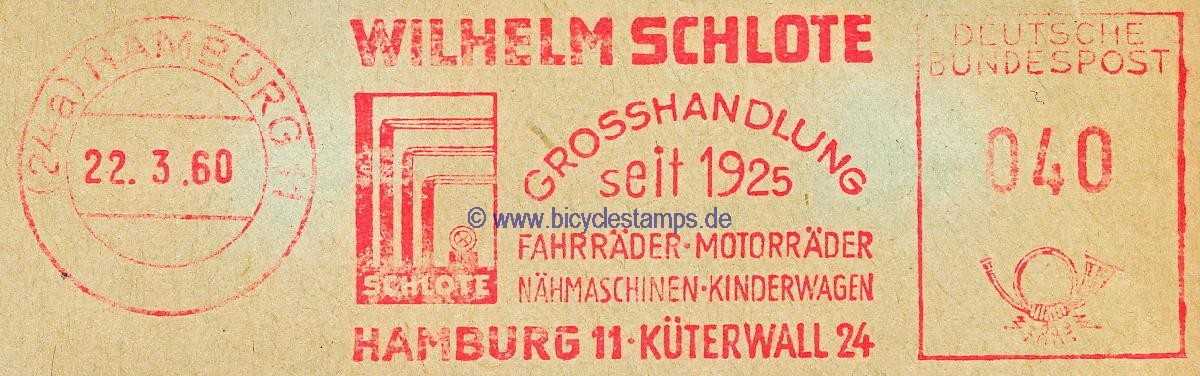 (24a) HAMBURG 11
22. 3. 60
WILHELM SCHLOTE
SCHLOTE
GROSSHANDLUNG
seit 1925
© www.bicyclestamps.de
FAHRRÄDER · MOTORRÄDER
NÄHMASCHINEN · KINDERWAGEN
HAMBURG 11 · KÜTERWALL 24
DEUTSCHE
BUNDESPOST
040